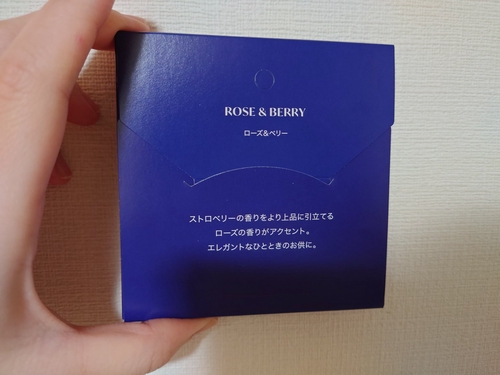 ROSE & BERRY
ローズ&ベリー
ストロベリーの香りをより上品に引立てる
ローズの香りがアクセント。
エレガントなひとときのお供に。